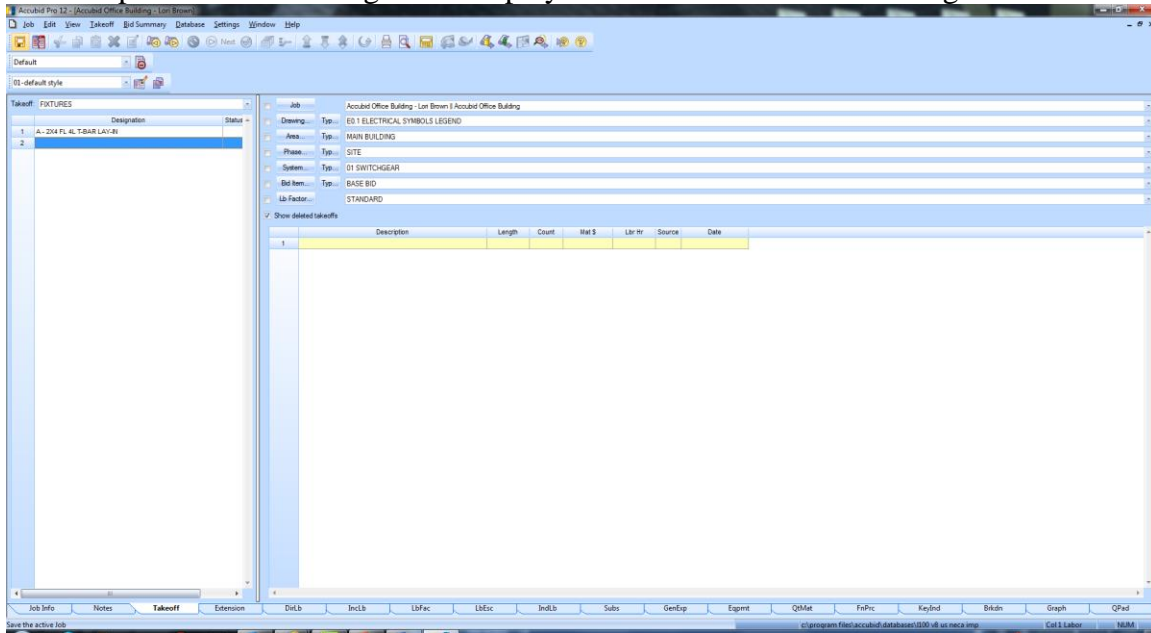 Accubid Pro 12 - [Accubid Office Building - Lori Brown]
Job Edit View Takeoff Bid Summary Database Settings Window Help
Next
Default
01-default style
Takeoff: FIXTURES
Designation Status
1 A - 2X4 FL 4L T-BAR LAY-IN
2
Job Accubid Office Building - Lori Brown || Accubid Office Building
Drawing... Typ... E0.1 ELECTRICAL SYMBOLS LEGEND
Area... Typ... MAIN BUILDING
Phase... Typ... SITE
System... Typ... 01 SWITCHGEAR
Bid Item... Typ... BASE BID
Lb Factor... STANDARD
Show deleted takeoffs
Description Length Count Mat $ Lbr Hr Source Date
1
Job Info Notes Takeoff Extension DirLb IncLb LbFac LbEsc IndLb Subs GenExp Eqpmt QtMat FnPrc KeyInd Brkdn Graph QPad
Save the active Job c:\program files\accubid\databases\l100 v8 us neca imp Col 1 Labor NUM